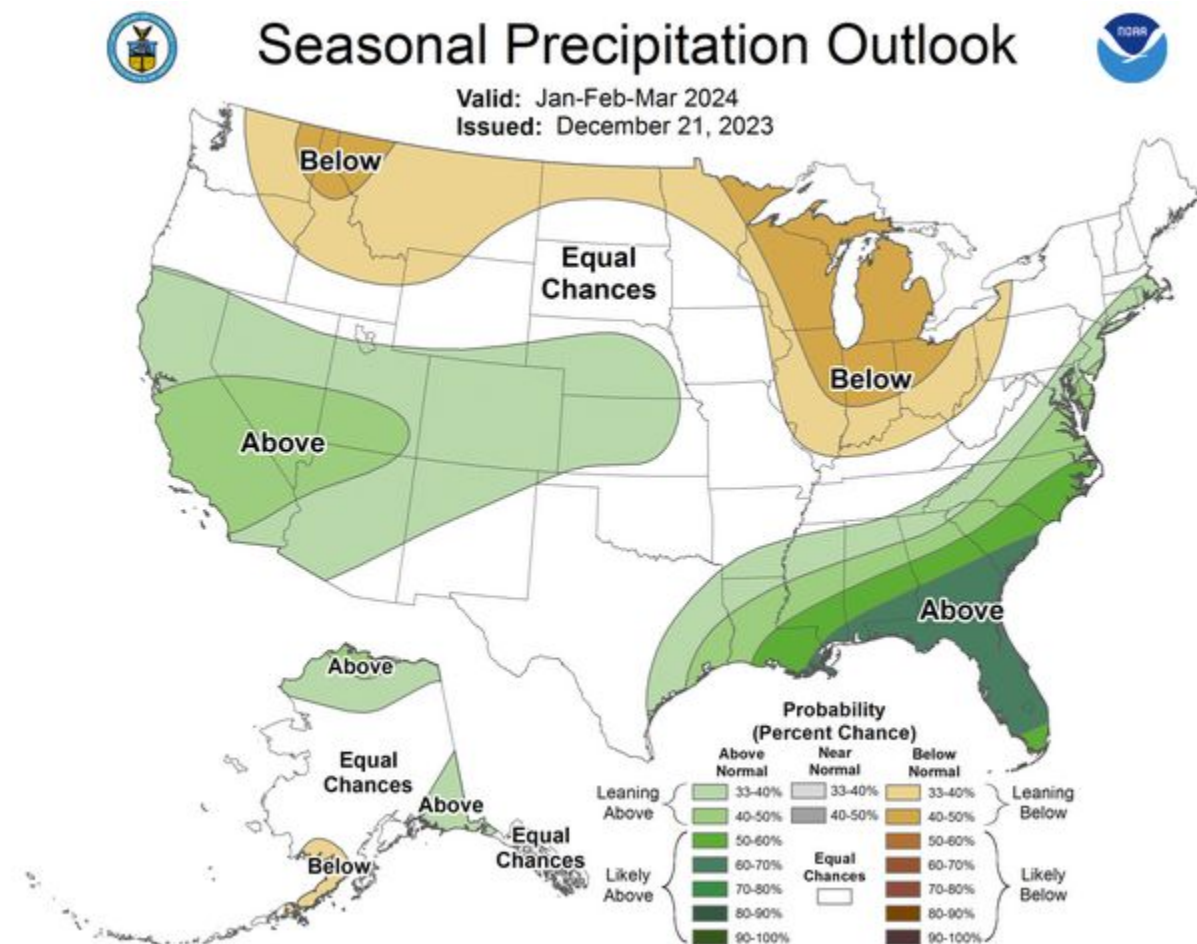 Seasonal Precipitation Outlook
NOAA
Valid: Jan-Feb-Mar 2024
Issued: December 21, 2023
Below
Equal
Chances
Below
Above
Above
Above
Equal
Chances
Above
Equal
Chances
Below
Probability
(Percent Chance)
Above
Normal
Near
Normal
Below
Normal
Leaning
Above
33-40%
33-40%
33-40%
Leaning
Below
40-50%
40-50%
40-50%
Likely
Above
50-60%
50-60%
Likely
Below
60-70%
Equal
Chances
60-70%
70-80%
70-80%
80-90%
80-90%
90-100%
90-100%